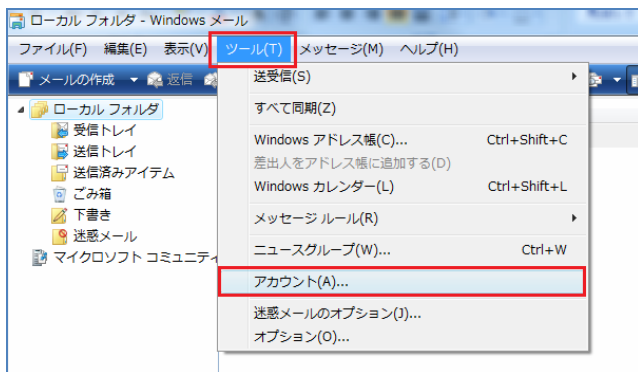 ローカル フォルダ - Windows メール
ファイル(F) 編集(E) 表示(V) ツール(T) メッセージ(M) ヘルプ(H)
メールの作成 返信
ローカル フォルダ
受信トレイ
送信トレイ
送信済みアイテム
ごみ箱
下書き
迷惑メール
マイクロソフト コミュニティ
送受信(S)
すべて同期(Z)
Windows アドレス帳(C)... Ctrl+Shift+C
差出人をアドレス帳に追加する(D)
Windows カレンダー(L) Ctrl+Shift+L
メッセージ ルール(R)
ニュースグループ(W)... Ctrl+W
アカウント(A)...
迷惑メールのオプション(J)...
オプション(O)...